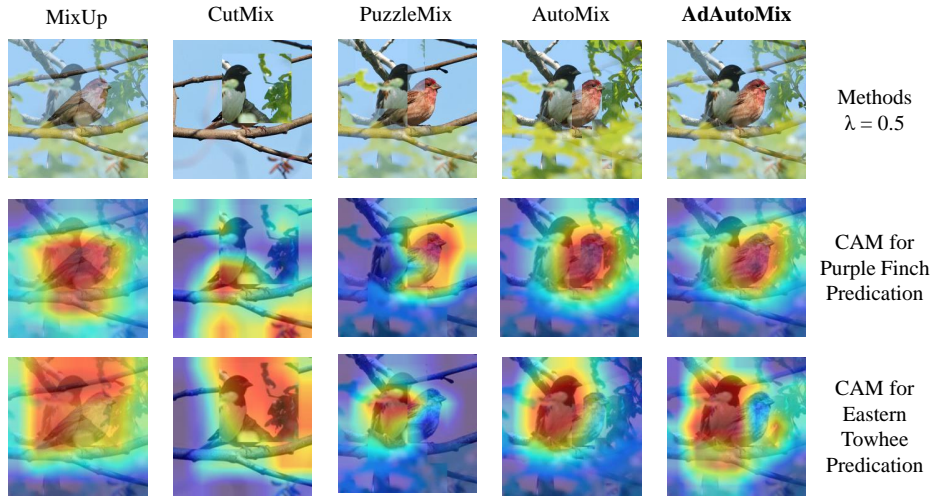 MixUp CutMix PuzzleMix AutoMix AdAutoMix
Methods
λ = 0.5
CAM for
Purple Finch
Predication
CAM for
Eastern
Towhee
Predication